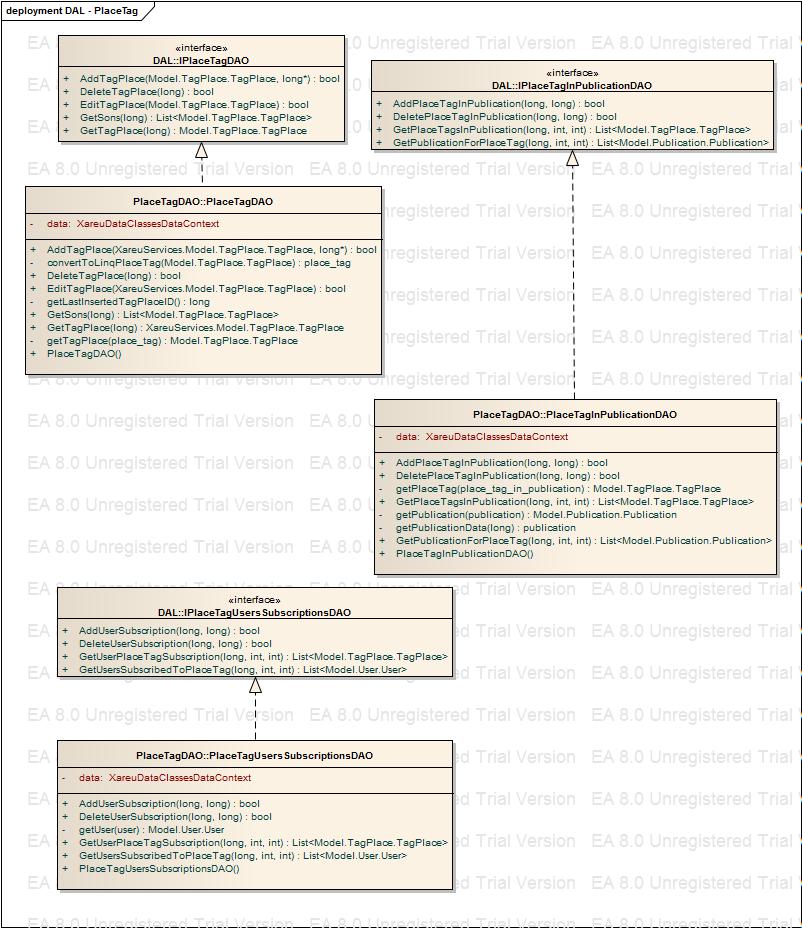 deployment DAL - PlaceTag
«interface»
DAL::IPlaceTagDAO
+ AddTagPlace(Model.TagPlace.TagPlace, long*) : bool
+ DeleteTagPlace(long) : bool
+ EditTagPlace(Model.TagPlace.TagPlace) : bool
+ GetSons(long) : List<Model.TagPlace.TagPlace>
+ GetTagPlace(long) : Model.TagPlace.TagPlace
«interface»
DAL::IPlaceTagInPublicationDAO
+ AddPlaceTagInPublication(long, long) : bool
+ DeletePlaceTagInPublication(long, long) : bool
+ GetPlaceTagsInPublication(long, int, int) : List<Model.TagPlace.TagPlace>
+ GetPublicationForPlaceTag(long, int, int) : List<Model.Publication.Publication>
PlaceTagDAO::PlaceTagDAO
- data: XareuDataClassesDataContext
+ AddTagPlace(XareuServices.Model.TagPlace.TagPlace, long*) : bool
- convertToLinqPlaceTag(Model.TagPlace.TagPlace) : place_tag
+ DeleteTagPlace(long) : bool
+ EditTagPlace(XareuServices.Model.TagPlace.TagPlace) : bool
- getLastInsertedTagPlaceID() : long
+ GetSons(long) : List<Model.TagPlace.TagPlace>
+ GetTagPlace(long) : XareuServices.Model.TagPlace.TagPlace
- getTagPlace(place_tag) : Model.TagPlace.TagPlace
+ PlaceTagDAO()
PlaceTagDAO::PlaceTagInPublicationDAO
- data: XareuDataClassesDataContext
+ AddPlaceTagInPublication(long, long) : bool
+ DeletePlaceTagInPublication(long, long) : bool
- getPlaceTag(place_tag_in_publication) : Model.TagPlace.TagPlace
+ GetPlaceTagsInPublication(long, int, int) : List<Model.TagPlace.TagPlace>
- getPublication(publication) : Model.Publication.Publication
- getPublicationData(long) : publication
+ GetPublicationForPlaceTag(long, int, int) : List<Model.Publication.Publication>
+ PlaceTagInPublicationDAO()
«interface»
DAL::IPlaceTagUsersSubscriptionsDAO
+ AddUserSubscription(long, long) : bool
+ DeleteUserSubscription(long, long) : bool
+ GetUserPlaceTagSubscription(long, int, int) : List<Model.TagPlace.TagPlace>
+ GetUsersSubscribedToPlaceTag(long, int, int) : List<Model.User.User>
PlaceTagDAO::PlaceTagUsersSubscriptionsDAO
- data: XareuDataClassesDataContext
+ AddUserSubscription(long, long) : bool
+ DeleteUserSubscription(long, long) : bool
- getUser(user) : Model.User.User
+ GetUserPlaceTagSubscription(long, int, int) : List<Model.TagPlace.TagPlace>
+ GetUsersSubscribedToPlaceTag(long, int, int) : List<Model.User.User>
+ PlaceTagUsersSubscriptionsDAO()
EA 8.0 Unregistered Trial Version